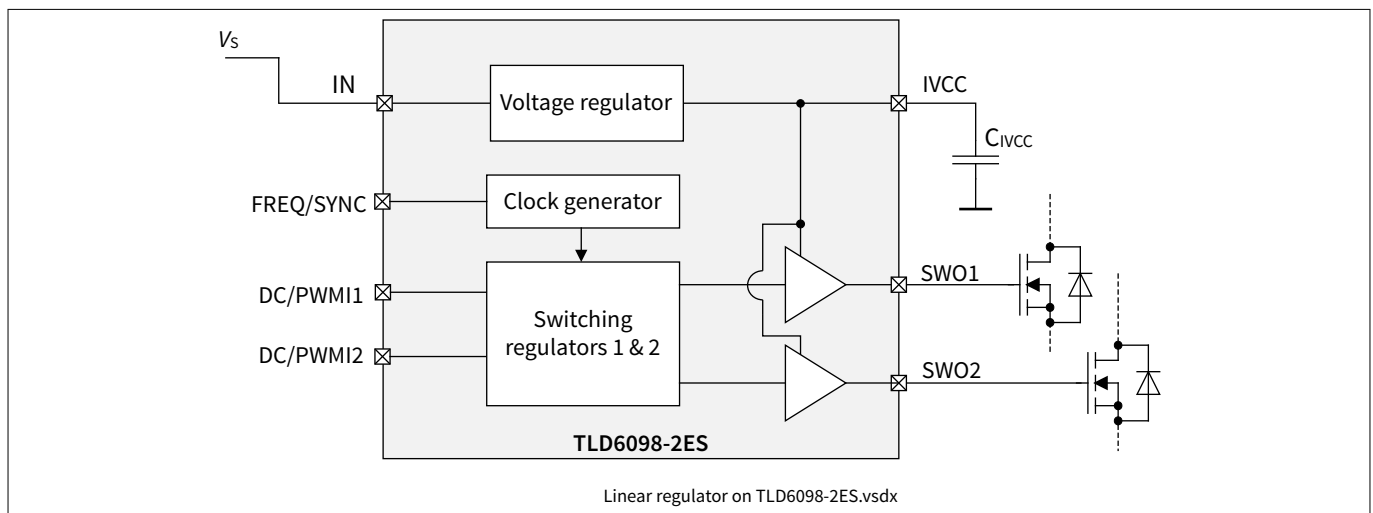 VS
IN
Voltage regulator
IVCC
CIVCC
FREQ/SYNC
Clock generator
DC/PWMI1
DC/PWMI2
Switching
regulators 1 & 2
SWO1
SWO2
TLD6098-2ES
Linear regulator on TLD6098-2ES.vsdx